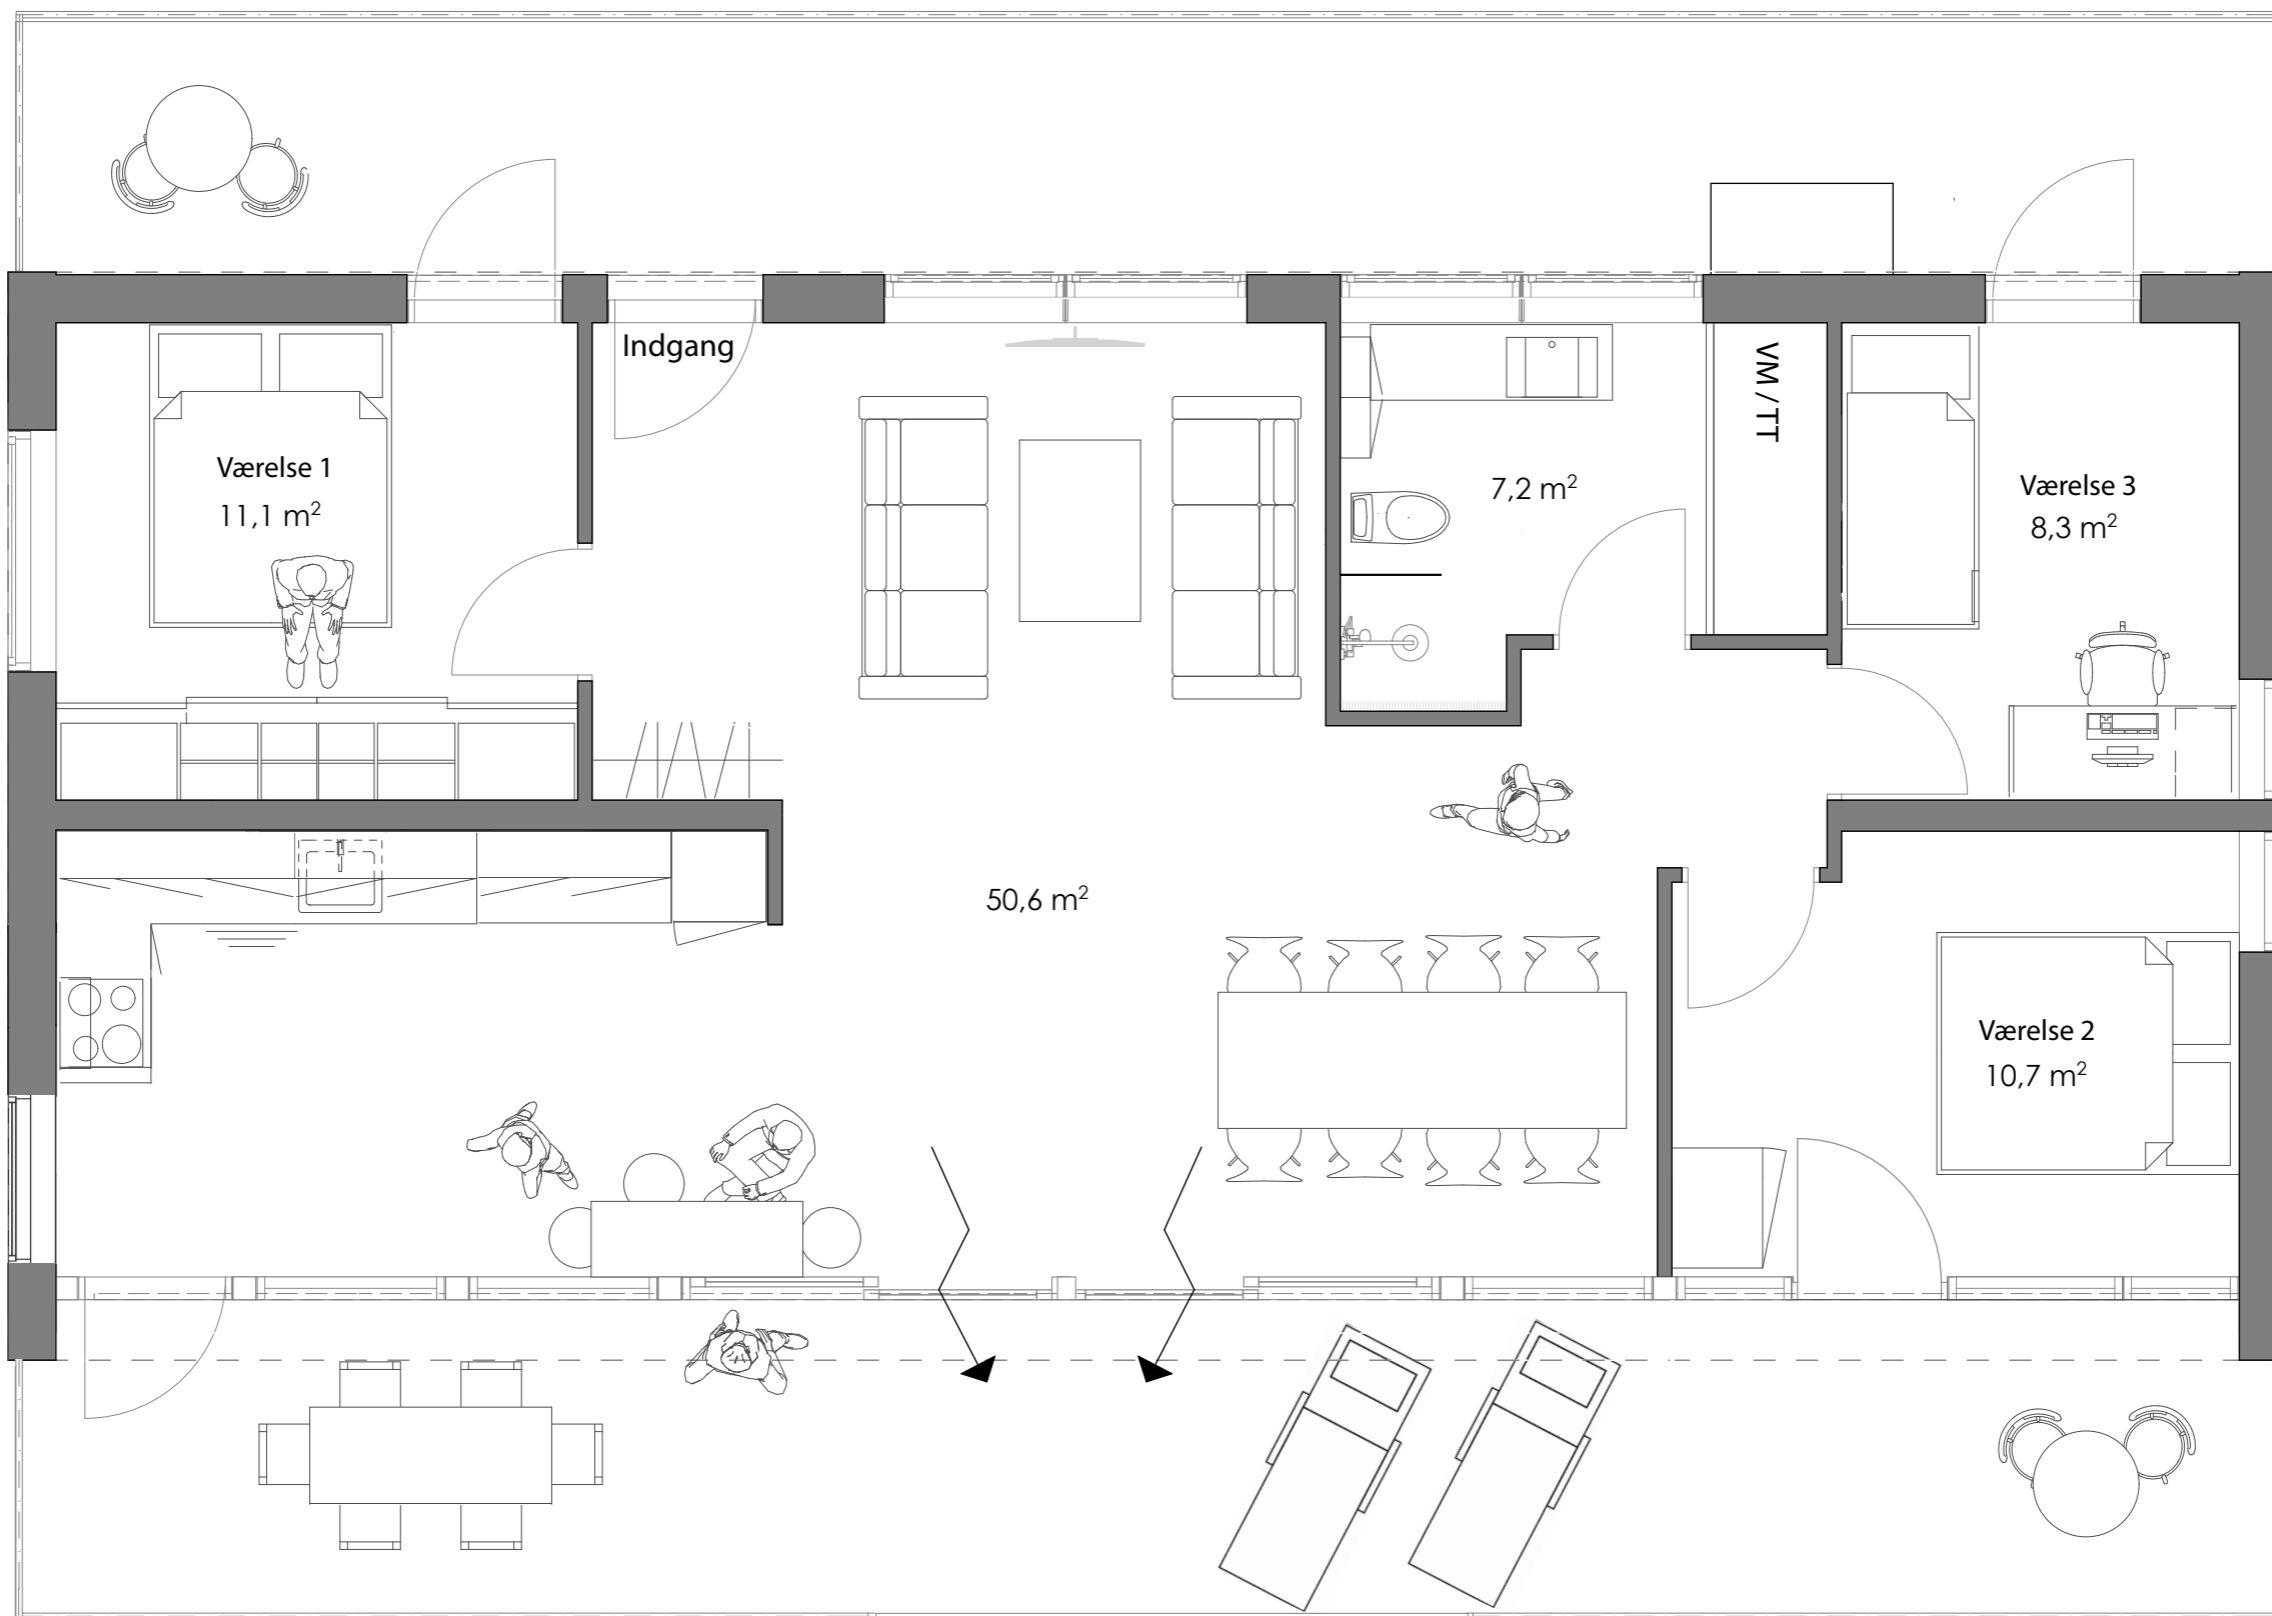 Indgang
Værelse 1
11,1 m²
7,2 m²
VM / TT
Værelse 3
8,3 m²
50,6 m²
Værelse 2
10,7 m²